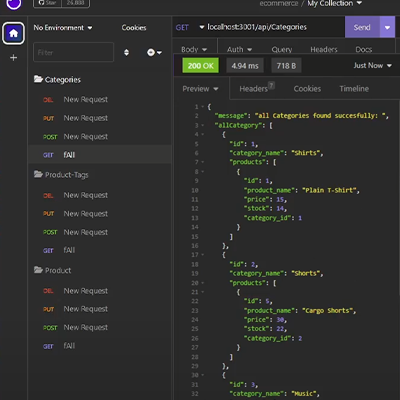 Star 26,888
ecommerce / My Collection
No Environment
Cookies
Filter
Categories
DEL New Request
PUT New Request
POST New Request
GET fAll
Product-Tags
DEL New Request
PUT New Request
POST New Request
GET fAll
Product
DEL New Request
PUT New Request
POST New Request
GET fAll
GET localhost:3001/api/Categories
Send
Body Auth Query Headers Docs
200 OK 4.94 ms 718 B Just Now
Preview Headers 7 Cookies Timeline
1 {
2 "message": "all Categories found succesfully: ",
3 "allCategory": [
4 {
5 "id": 1,
6 "category_name": "Shirts",
7 "products": [
8 {
9 "id": 1,
10 "product_name": "Plain T-Shirt",
11 "price": 15,
12 "stock": 14,
13 "category_id": 1
14 }
15 ]
16 },
17 {
18 "id": 2,
19 "category_name": "Shorts",
20 "products": [
21 {
22 "id": 5,
23 "product_name": "Cargo Shorts",
24 "price": 30,
25 "stock": 22,
26 "category_id": 2
27 }
28 ]
29 },
30 {
31 "id": 3,
32 "category_name": "Music",